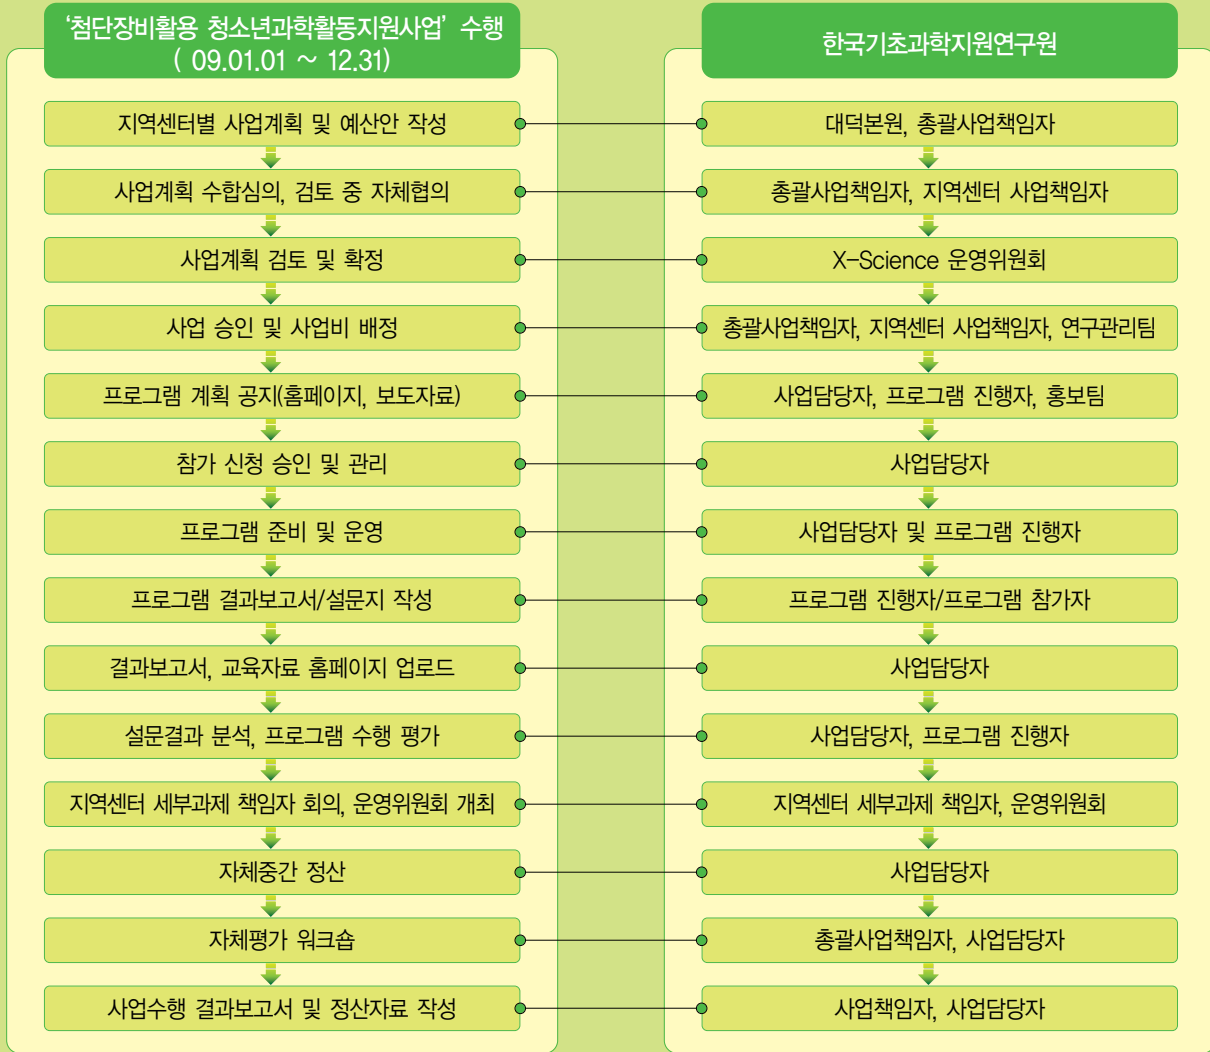 ‘첨단장비활용 청소년과학활동지원사업’ 수행
( 09.01.01 ~ 12.31)
한국기초과학지원연구원
지역센터별 사업계획 및 예산안 작성
대덕본원, 총괄사업책임자
사업계획 수합심의, 검토 중 자체협의
총괄사업책임자, 지역센터 사업책임자
사업계획 검토 및 확정
X-Science 운영위원회
사업 승인 및 사업비 배정
총괄사업책임자, 지역센터 사업책임자, 연구관리팀
프로그램 계획 공지(홈페이지, 보도자료)
사업담당자, 프로그램 진행자, 홍보팀
참가 신청 승인 및 관리
사업담당자
프로그램 준비 및 운영
사업담당자 및 프로그램 진행자
프로그램 결과보고서/설문지 작성
프로그램 진행자/프로그램 참가자
결과보고서, 교육자료 홈페이지 업로드
사업담당자
설문결과 분석, 프로그램 수행 평가
사업담당자, 프로그램 진행자
지역센터 세부과제 책임자 회의, 운영위원회 개최
지역센터 세부과제 책임자, 운영위원회
자체중간 정산
사업담당자
자체평가 워크숍
총괄사업책임자, 사업담당자
사업수행 결과보고서 및 정산자료 작성
사업책임자, 사업담당자